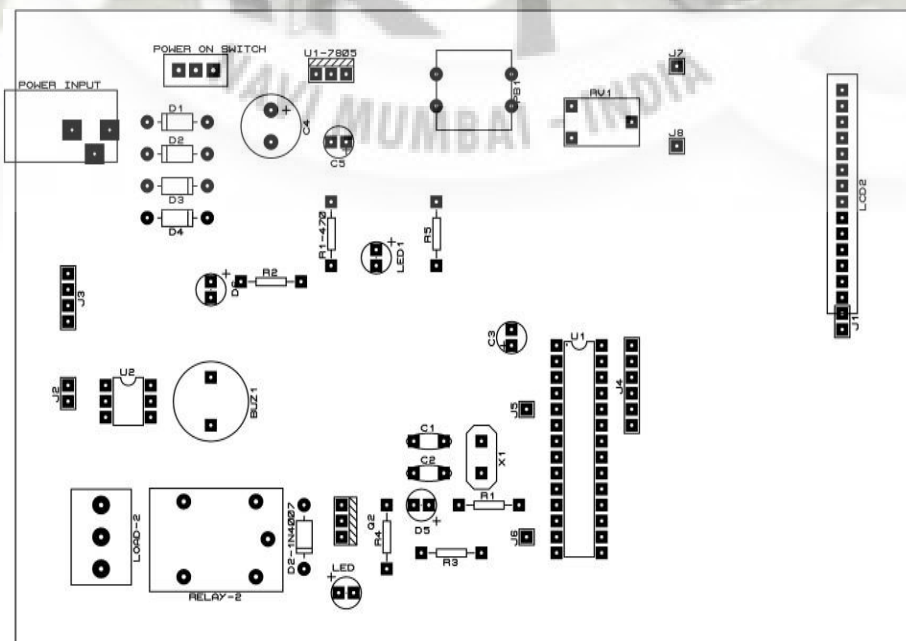 NAVI MUMBAI - INDIA
POWER ON SWITCH
U1-7805
J7
POWER INPUT
PB1
RV1
D1
C4
D2
C5
J8
D3
D4
LCD2
R1-470
LED1
R5
R2
D6
J3
J1
C3
U1
U2
J2
BUZ1
J4
J5
C1
C2
X1
LOAD-2
D2-1N4007
Q2
R4
D5
R1
J6
R3
LED
RELAY-2